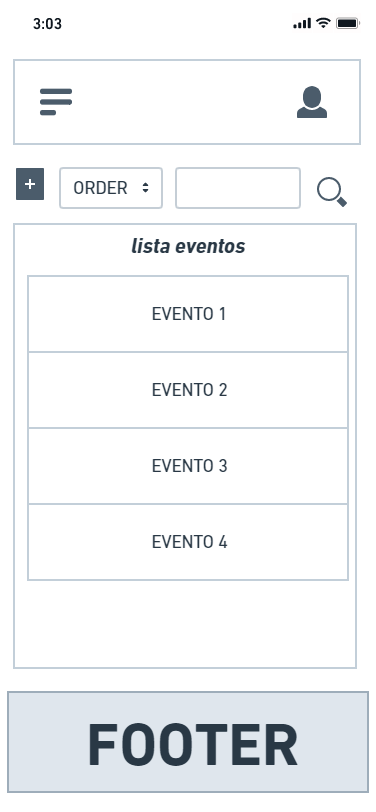 3:03
+
ORDER
lista eventos
EVENTO 1
EVENTO 2
EVENTO 3
EVENTO 4
FOOTER